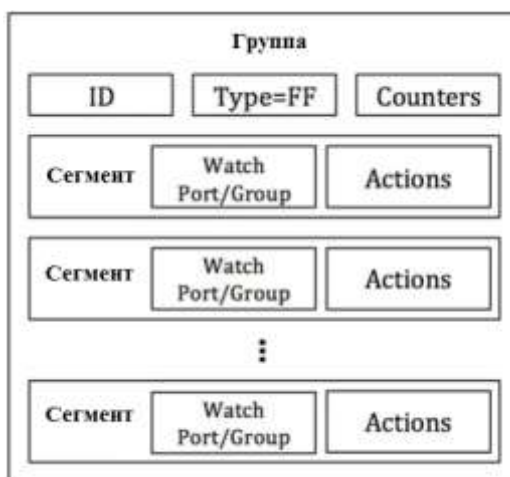 Группа
ID Type=FF Counters
Сегмент Watch Port/Group Actions
Сегмент Watch Port/Group Actions
Сегмент Watch Port/Group Actions